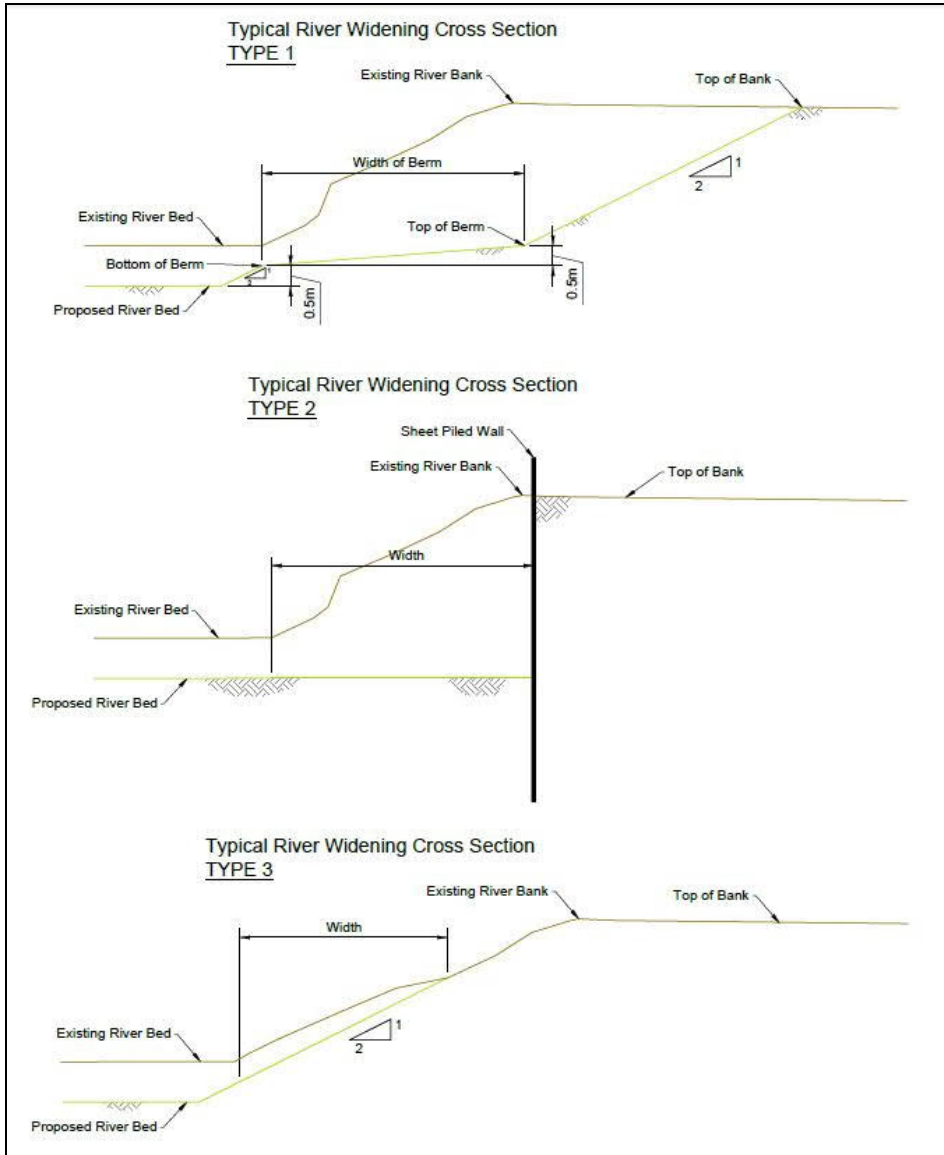 Typical River Widening Cross Section
TYPE 1
Existing River Bank
Top of Bank
Width of Berm
1
2
Existing River Bed
Top of Berm
Bottom of Berm
1
0.5m
0.5m
Proposed River Bed
Typical River Widening Cross Section
TYPE 2
Sheet Piled Wall
Existing River Bank
Top of Bank
Width
Existing River Bed
Proposed River Bed
Typical River Widening Cross Section
TYPE 3
Existing River Bank
Top of Bank
Width
Existing River Bed
1
2
Proposed River Bed